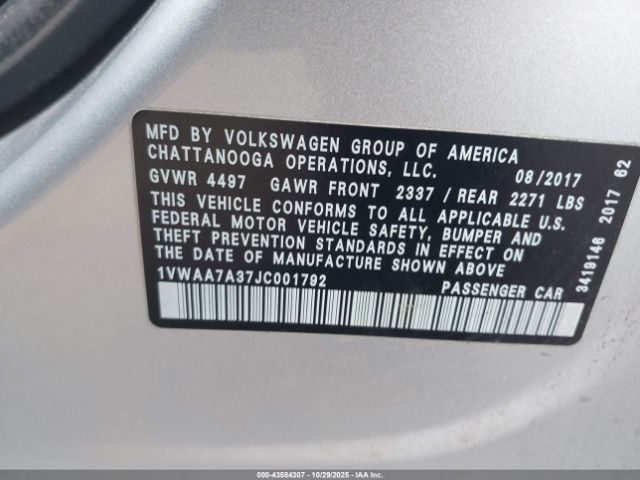 MFD BY VOLKSWAGEN GROUP OF AMERICA
CHATTANOOGA OPERATIONS, LLC. 08/2017
GVWR 4497 GAWR FRONT 2337 / REAR 2271 LBS
THIS VEHICLE CONFORMS TO ALL APPLICABLE U.S.
FEDERAL MOTOR VEHICLE SAFETY, BUMPER AND
THEFT PREVENTION STANDARDS IN EFFECT ON
THE DATE OF MANUFACTURE SHOWN ABOVE
1VWAA7A37JC001792 PASSENGER CAR
3419146 2017 62
000-43584307 - 10/29/2025 - © IAA Inc.